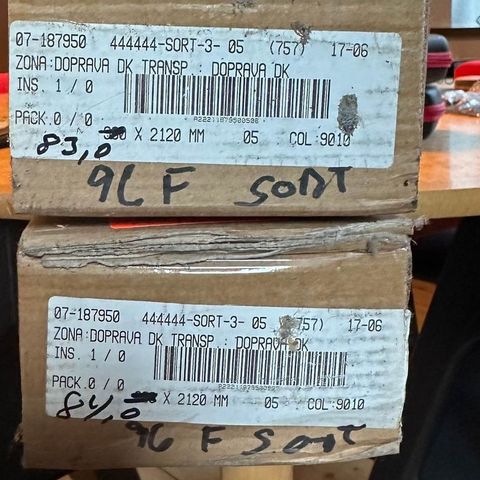 07-187950 444444-SORT-3- 05 (757) 17-06
ZONA:DOPRAVA DK TRANSP.: DOPRAVA DK
INS. 1 / 0
PACK.0 / 0
83,0 X 2120 MM 05 COL:9010
96 F SORT
07-187950 444444-SORT-3- 05 757) 17-06
ZONA:DOPRAVA DK TRANSP.: DOPRAVA DK
INS. 1 / 0
PACK.0 / 0
84,0 X 2120 MM 05 COL:9010
96 F Sort